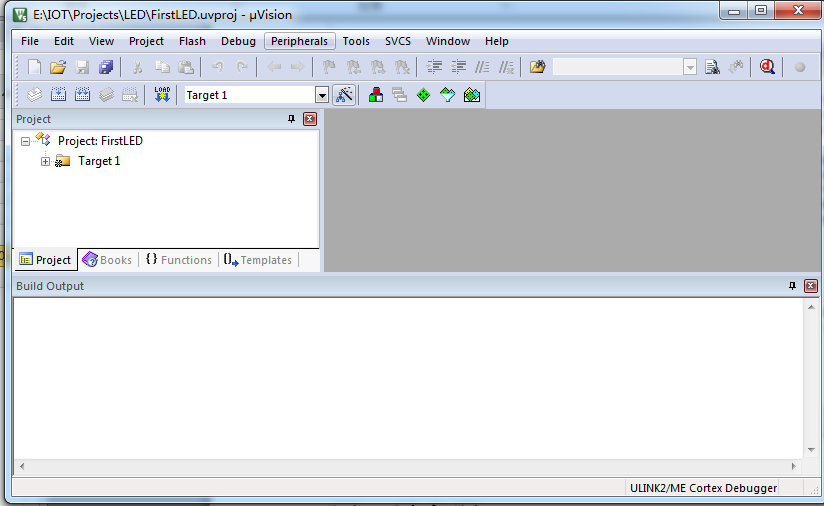 E:\IOT\Projects\LED\FirstLED.uvproj - µVision
File Edit View Project Flash Debug Peripherals Tools SVCS Window Help
LOAD Target 1
Project
Project: FirstLED
Target 1
Project Books {} Functions Templates
Build Output
ULINK2/ME Cortex Debugger